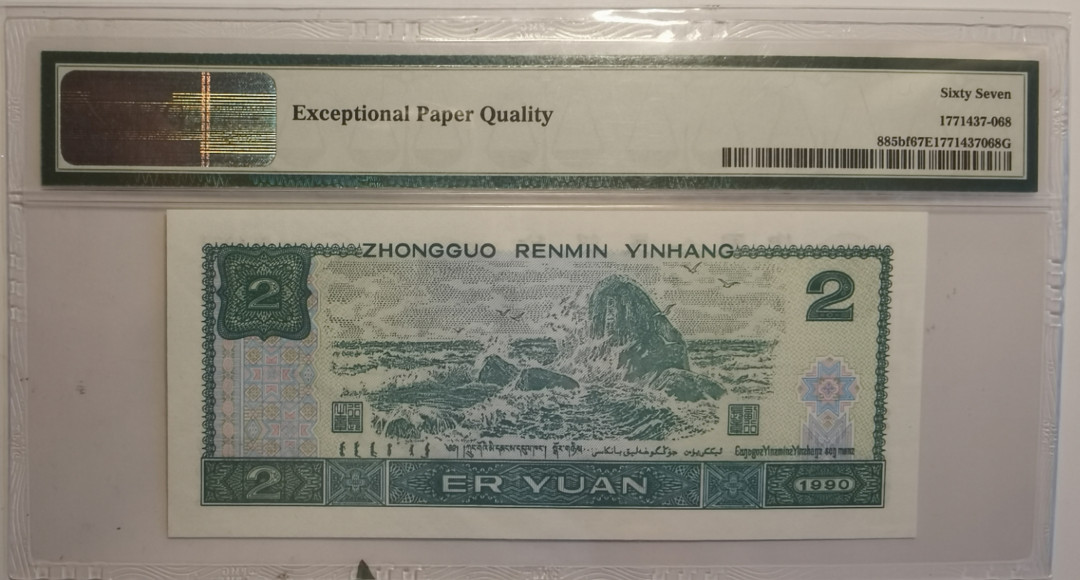 Sixty Seven
Exceptional Paper Quality
1771437-068
885bf67E1771437068G
ZHONGGUO RENMIN YINHANG
2
2
2 ER YUAN 1990